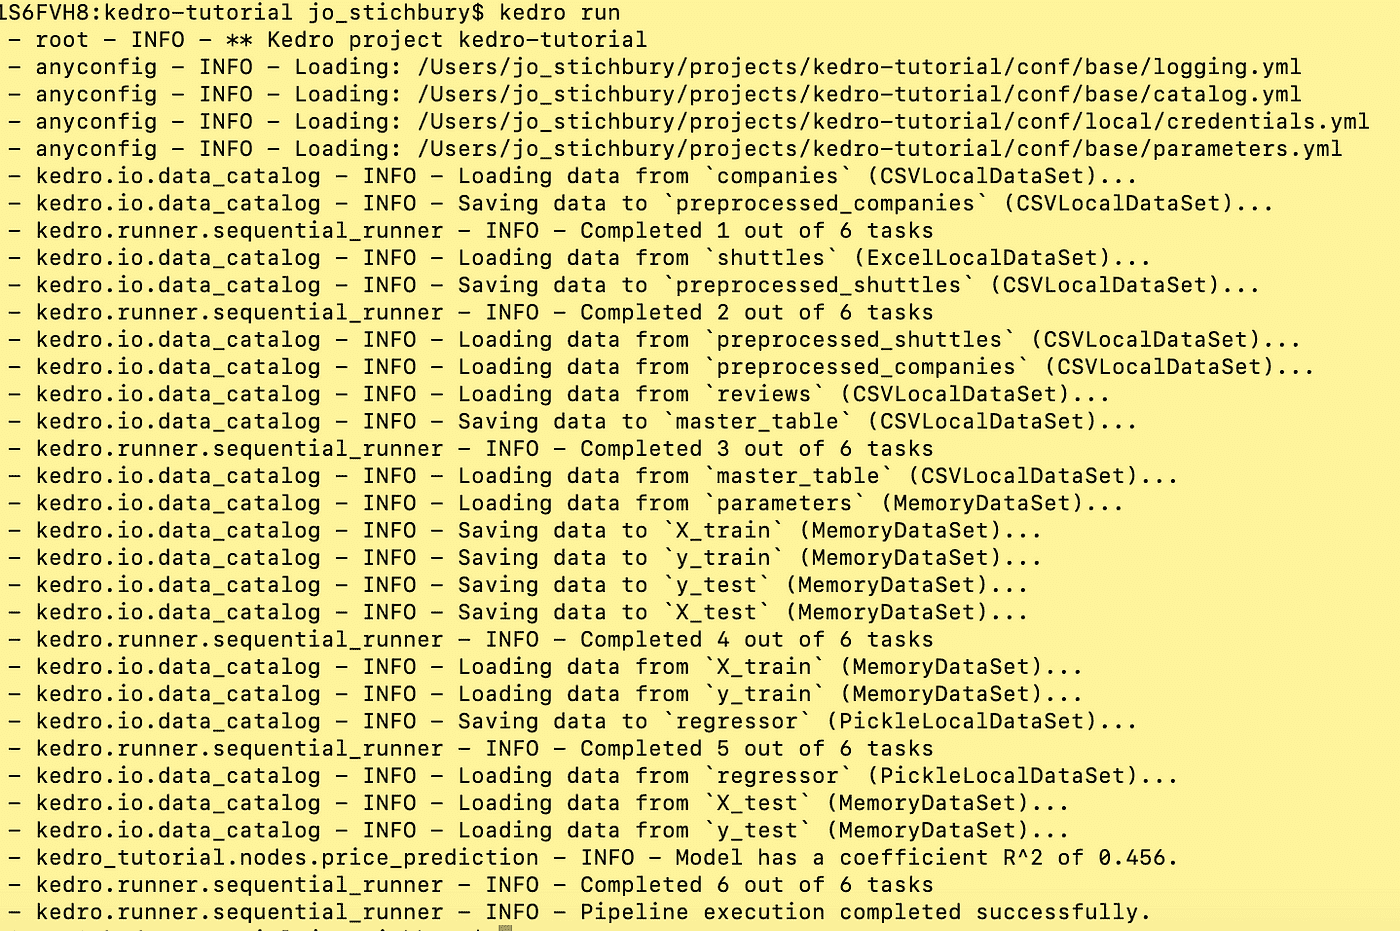 1S6FVH8:kedro-tutorial jo_stichbury$ kedro run
- root - INFO - ** Kedro project kedro-tutorial
- anyconfig - INFO - Loading: /Users/jo_stichbury/projects/kedro-tutorial/conf/base/logging.yml
- anyconfig - INFO - Loading: /Users/jo_stichbury/projects/kedro-tutorial/conf/base/catalog.yml
- anyconfig - INFO - Loading: /Users/jo_stichbury/projects/kedro-tutorial/conf/local/credentials.yml
- anyconfig - INFO - Loading: /Users/jo_stichbury/projects/kedro-tutorial/conf/base/parameters.yml
- kedro.io.data_catalog - INFO - Loading data from `companies` (CSVLocalDataSet)...
- kedro.io.data_catalog - INFO - Saving data to `preprocessed_companies` (CSVLocalDataSet)...
- kedro.runner.sequential_runner - INFO - Completed 1 out of 6 tasks
- kedro.io.data_catalog - INFO - Loading data from `shuttles` (ExcelLocalDataSet)...
- kedro.io.data_catalog - INFO - Saving data to `preprocessed_shuttles` (CSVLocalDataSet)...
- kedro.runner.sequential_runner - INFO - Completed 2 out of 6 tasks
- kedro.io.data_catalog - INFO - Loading data from `preprocessed_shuttles` (CSVLocalDataSet)...
- kedro.io.data_catalog - INFO - Loading data from `preprocessed_companies` (CSVLocalDataSet)...
- kedro.io.data_catalog - INFO - Loading data from `reviews` (CSVLocalDataSet)...
- kedro.io.data_catalog - INFO - Saving data to `master_table` (CSVLocalDataSet)...
- kedro.runner.sequential_runner - INFO - Completed 3 out of 6 tasks
- kedro.io.data_catalog - INFO - Loading data from `master_table` (CSVLocalDataSet)...
- kedro.io.data_catalog - INFO - Loading data from `parameters` (MemoryDataSet)...
- kedro.io.data_catalog - INFO - Saving data to `X_train` (MemoryDataSet)...
- kedro.io.data_catalog - INFO - Saving data to `y_train` (MemoryDataSet)...
- kedro.io.data_catalog - INFO - Saving data to `y_test` (MemoryDataSet)...
- kedro.io.data_catalog - INFO - Saving data to `X_test` (MemoryDataSet)...
- kedro.runner.sequential_runner - INFO - Completed 4 out of 6 tasks
- kedro.io.data_catalog - INFO - Loading data from `X_train` (MemoryDataSet)...
- kedro.io.data_catalog - INFO - Loading data from `y_train` (MemoryDataSet)...
- kedro.io.data_catalog - INFO - Saving data to `regressor` (PickleLocalDataSet)...
- kedro.runner.sequential_runner - INFO - Completed 5 out of 6 tasks
- kedro.io.data_catalog - INFO - Loading data from `regressor` (PickleLocalDataSet)...
- kedro.io.data_catalog - INFO - Loading data from `X_test` (MemoryDataSet)...
- kedro.io.data_catalog - INFO - Loading data from `y_test` (MemoryDataSet)...
- kedro_tutorial.nodes.price_prediction - INFO - Model has a coefficient R^2 of 0.456.
- kedro.runner.sequential_runner - INFO - Completed 6 out of 6 tasks
- kedro.runner.sequential_runner - INFO - Pipeline execution completed successfully.